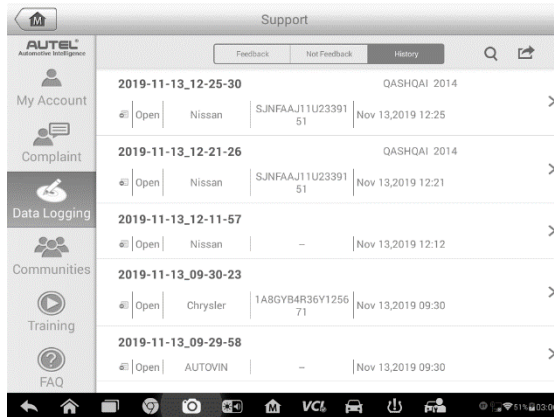 Support
AUTEL
Automotive Intelligence
Feedback
Not Feedback
History
My Account
Complaint
Data Logging
Communities
Training
FAQ
2019-11-13_12-25-30
QASHQAI 2014
Open
Nissan
SJNFAAJ11U23391
51
Nov 13,2019 12:25
2019-11-13_12-21-26
QASHQAI 2014
Open
Nissan
SJNFAAJ11U23391
51
Nov 13,2019 12:21
2019-11-13_12-11-57
Open
Nissan
--
Nov 13,2019 12:12
2019-11-13_09-30-23
Open
Chrysler
1A8GYB4R36Y1256
71
Nov 13,2019 09:30
2019-11-13_09-29-58
Open
AUTOVIN
--
Nov 13,2019 09:30
M
VCI
51%